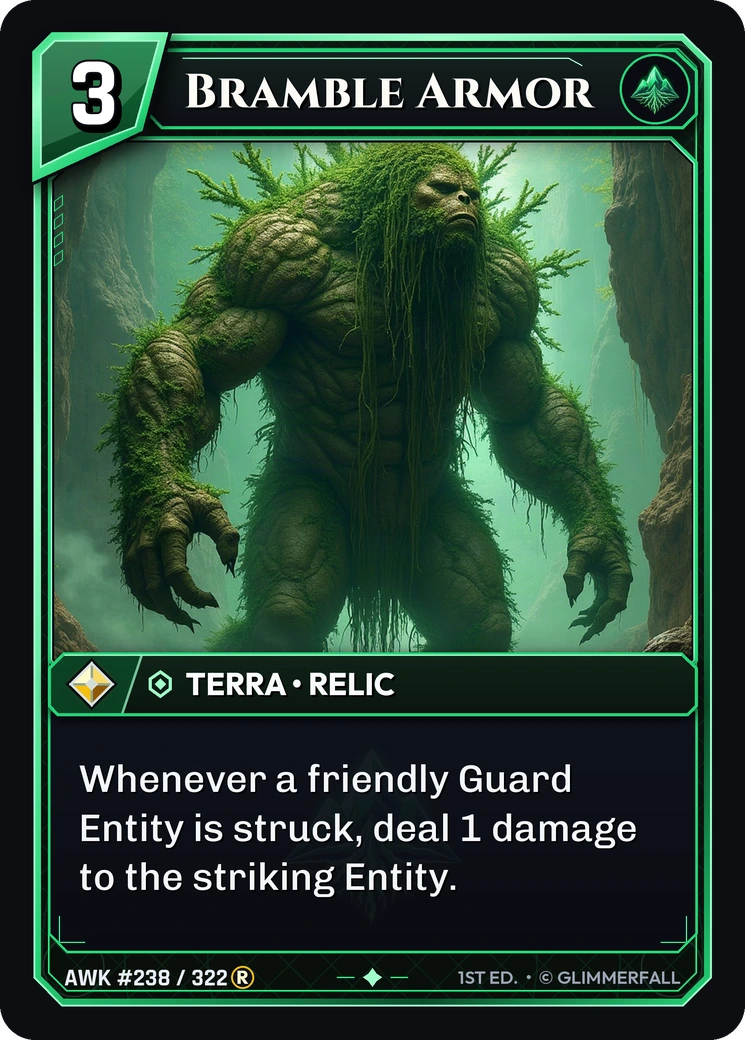 3
BRAMBLE ARMOR
TERRA • RELIC
Whenever a friendly Guard
Entity is struck, deal 1 damage
to the striking Entity.
AWK #238 / 322 R
1ST ED. • © GLIMMERFALL